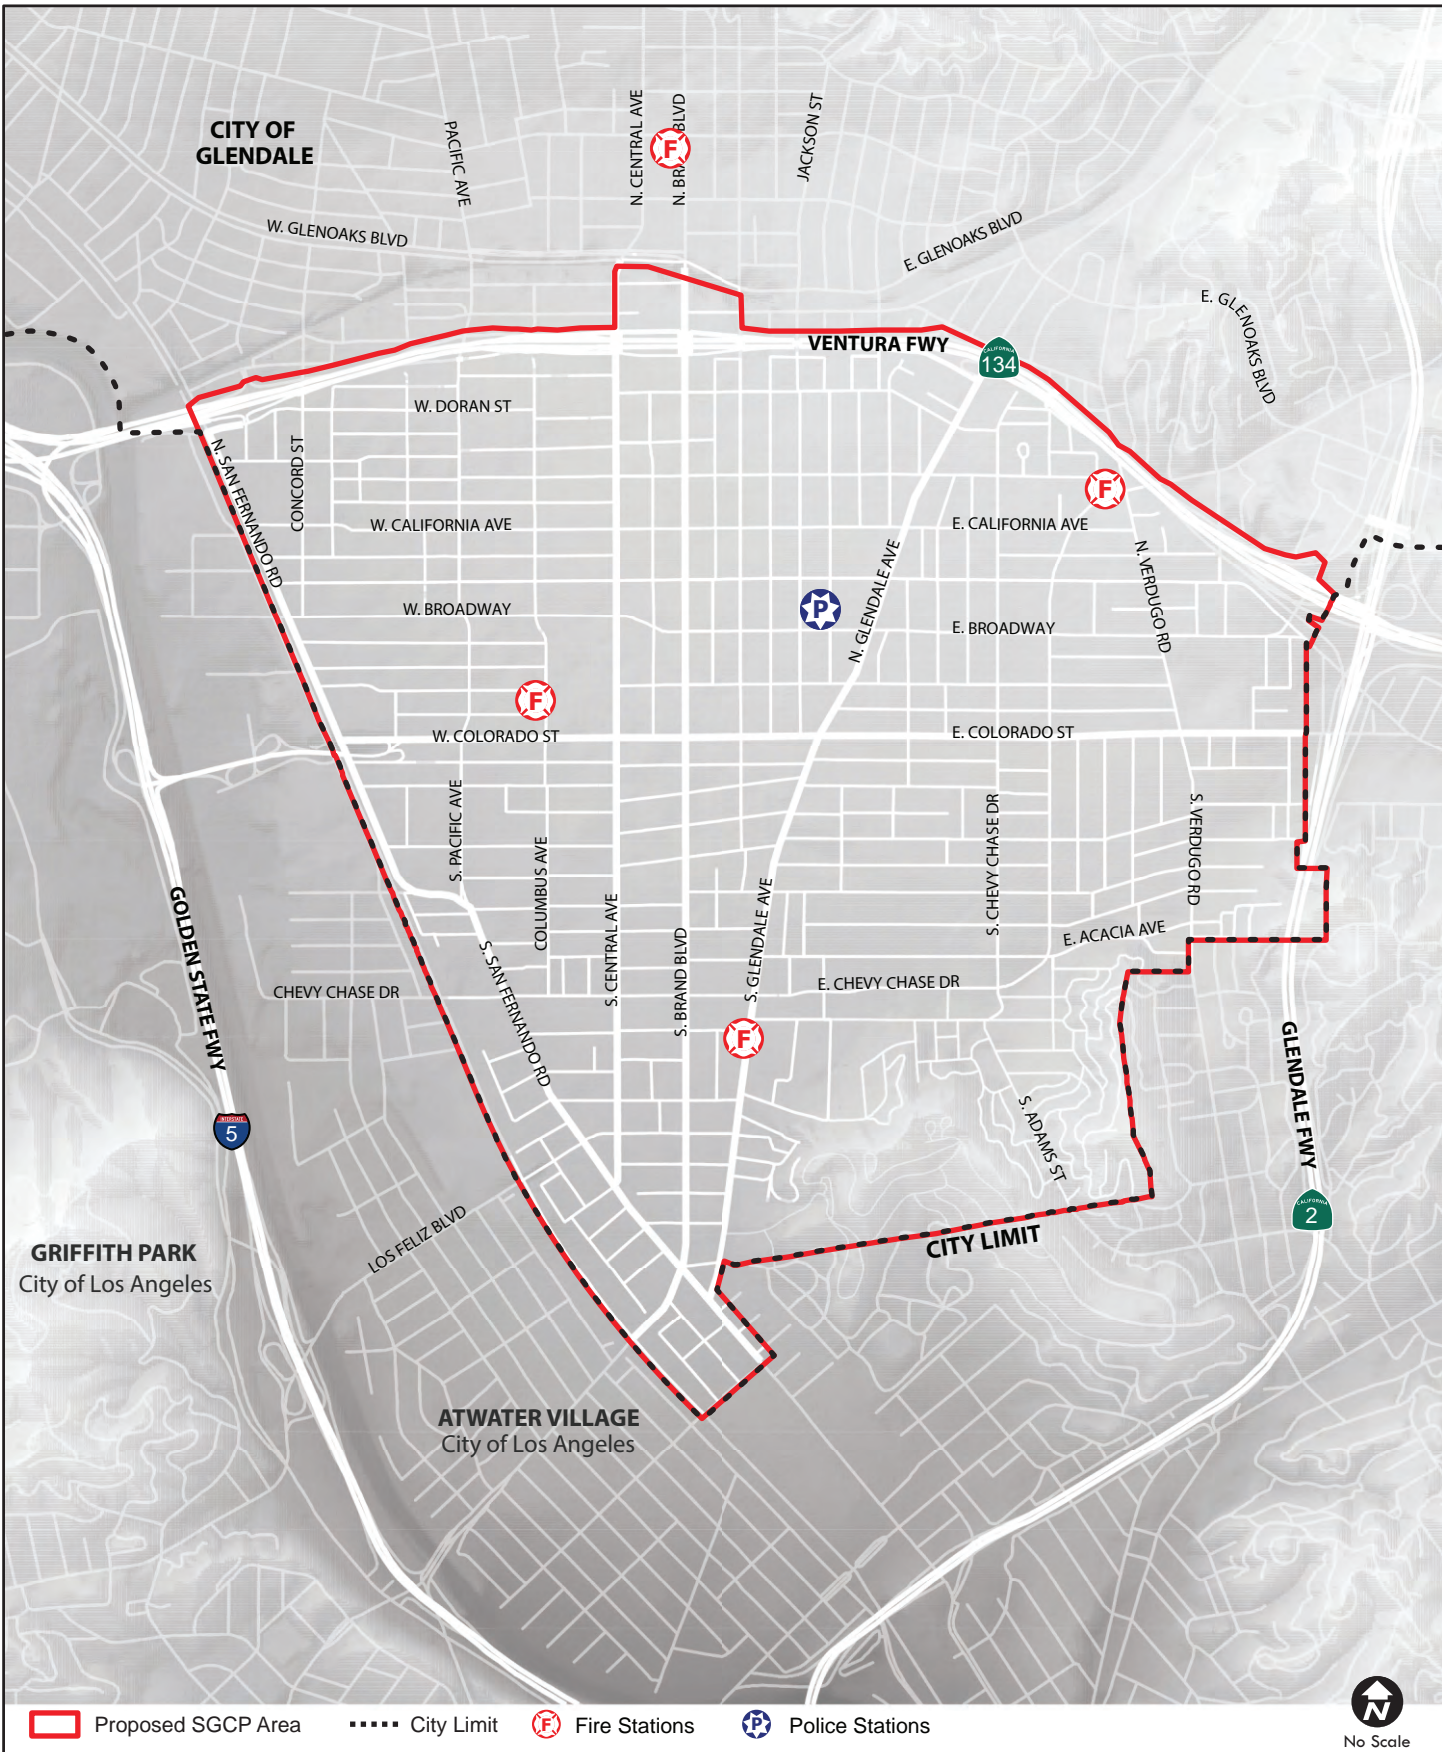 CITY OF
GLENDALE
PACIFIC AVE
N. CENTRAL AVE
N. BRAND BLVD
F
JACKSON ST
W. GLENOAKS BLVD
E. GLENOAKS BLVD
E. GLENOAKS BLVD
VENTURA FWY
CALIFORNIA
134
W. DORAN ST
N. SAN FERNANDO RD
CONCORD ST
F
W. CALIFORNIA AVE
E. CALIFORNIA AVE
N. VERDUGO RD
N. GLENDALE AVE
W. BROADWAY
P
E. BROADWAY
F
W. COLORADO ST
E. COLORADO ST
S. PACIFIC AVE
COLUMBUS AVE
S. CENTRAL AVE
S. BRAND BLVD
S. GLENDALE AVE
S. CHEVY CHASE DR
S. VERDUGO RD
E. ACACIA AVE
GOLDEN STATE FWY
CHEVY CHASE DR
S. SAN FERNANDO RD
E. CHEVY CHASE DR
F
GLENDALE FWY
S. ADAMS ST
INTERSTATE
5
CALIFORNIA
2
LOS FELIZ BLVD
CITY LIMIT
GRIFFITH PARK
City of Los Angeles
ATWATER VILLAGE
City of Los Angeles
Proposed SGCP Area
City Limit
F
Fire Stations
P
Police Stations
N
No Scale